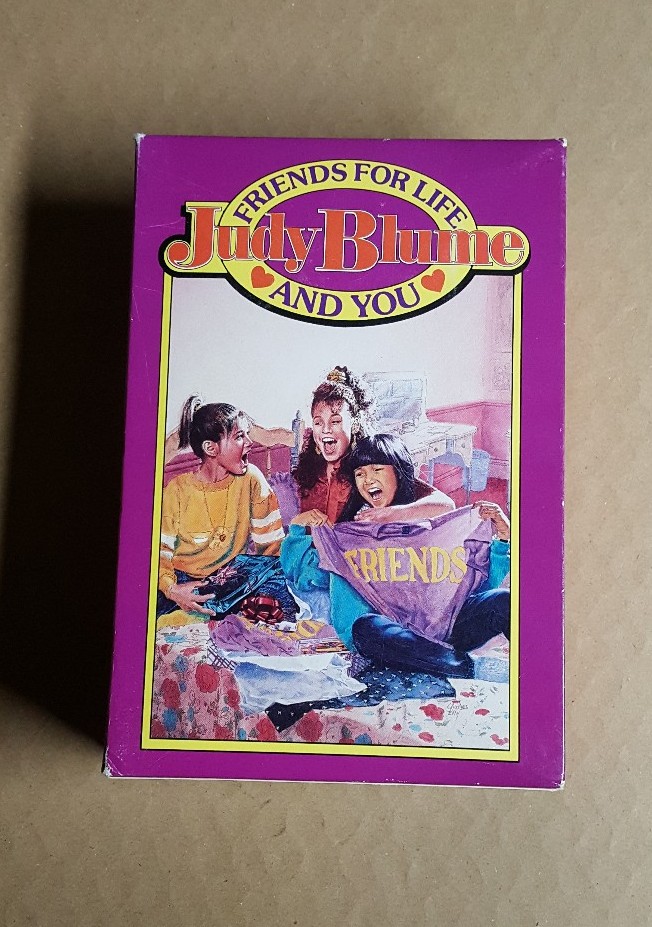 FRIENDS FOR LIFE
Judy Blume
AND YOU
FRIENDS